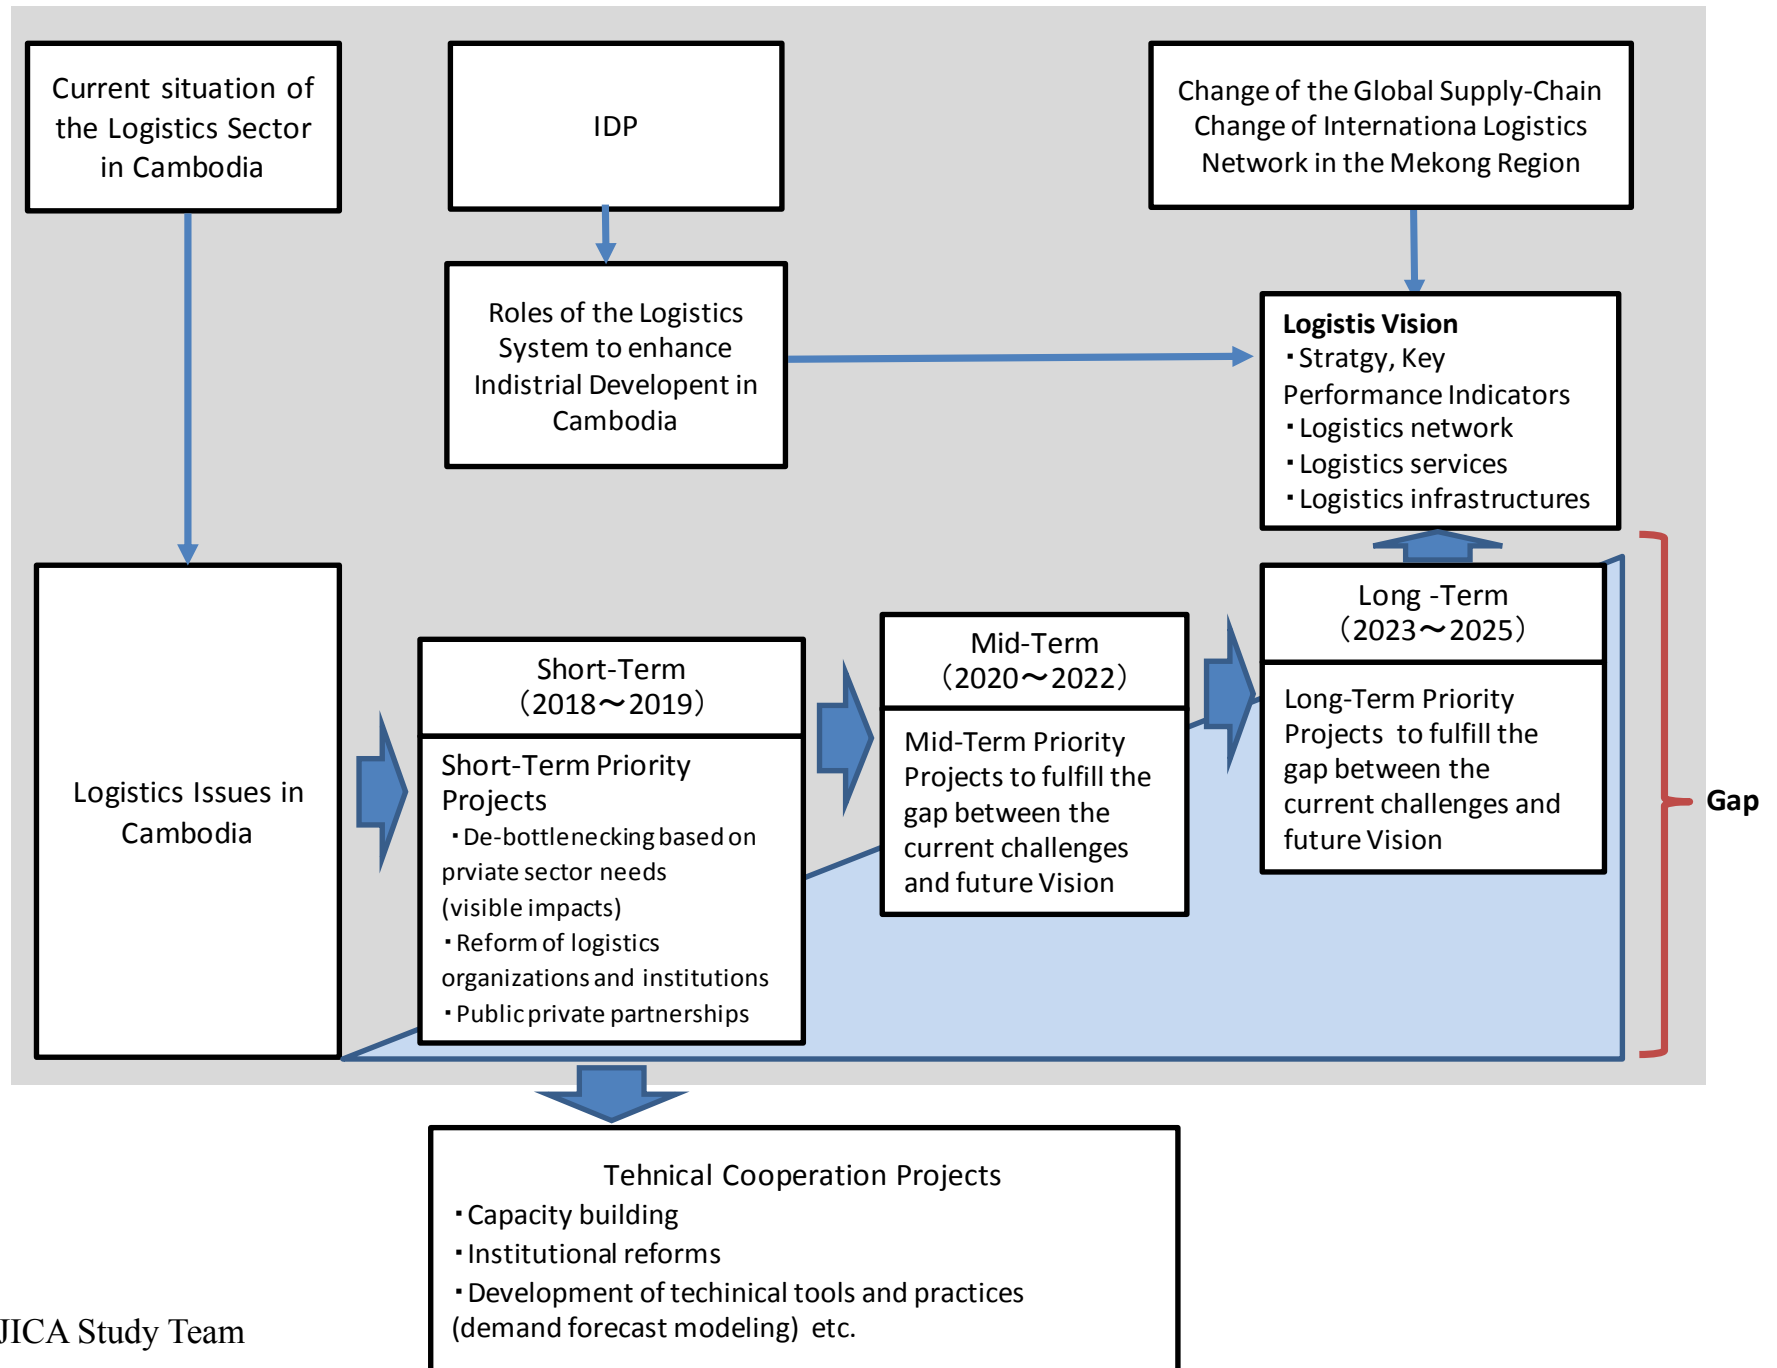 Current situation of
the Logistics Sector
in Cambodia
IDP
Change of the Global Supply-Chain
Change of Internationa Logistics
Network in the Mekong Region
Roles of the Logistics
System to enhance
Indistrial Developent in
Cambodia
Logistis Vision
・Stratgy, Key
Performance Indicators
・Logistics network
・Logistics services
・Logistics infrastructures
Logistics Issues in
Cambodia
Short-Term
（2018～2019）
Short-Term Priority
Projects
・De-bottlenecking based on
prviate sector needs
(visible impacts)
・Reform of logistics
organizations and institutions
・Public private partnerships
Mid-Term
（2020～2022）
Mid-Term Priority
Projects to fulfill the
gap between the
current challenges
and future Vision
Long -Term
（2023～2025）
Long-Term Priority
Projects to fulfill the
gap between the
current challenges and
future Vision
Gap
Tehnical Cooperation Projects
・Capacity building
・Institutional reforms
・Development of techinical tools and practices
(demand forecast modeling) etc.
JICA Study Team